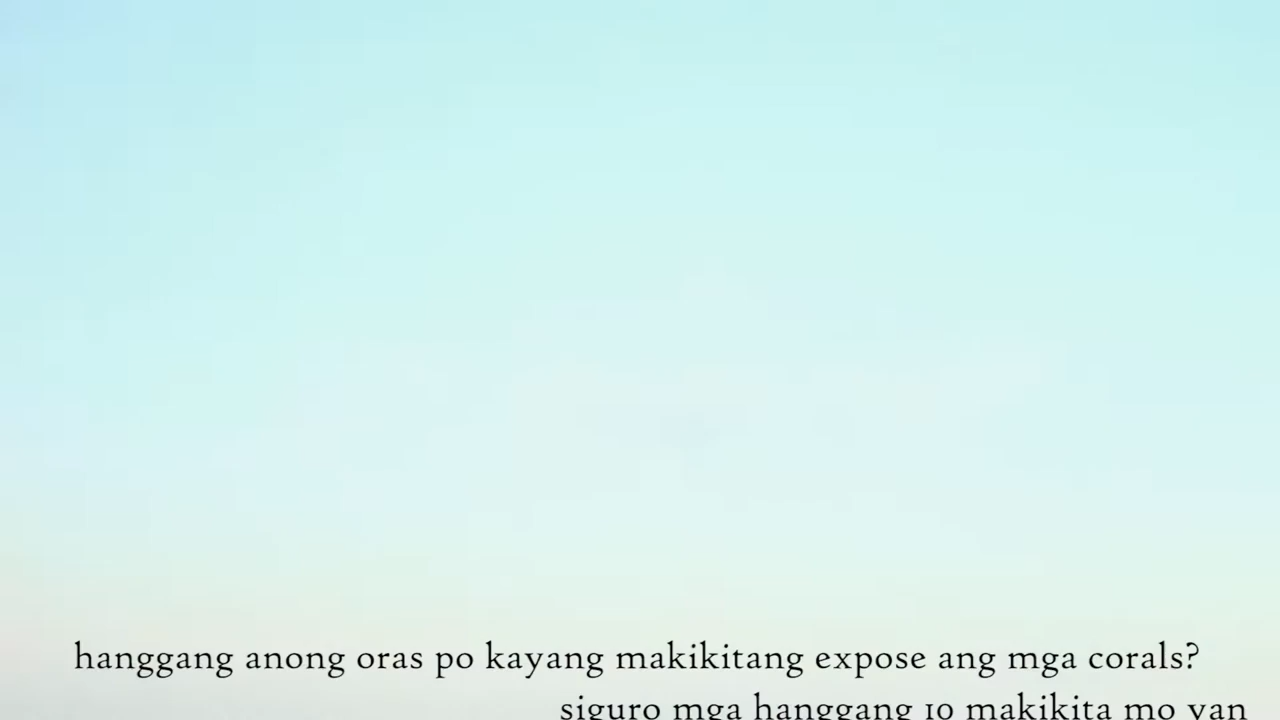 hanggang anong oras po kayang makikitang expose ang mga corals?
siguro mga hanggang 10 makikita mo yan